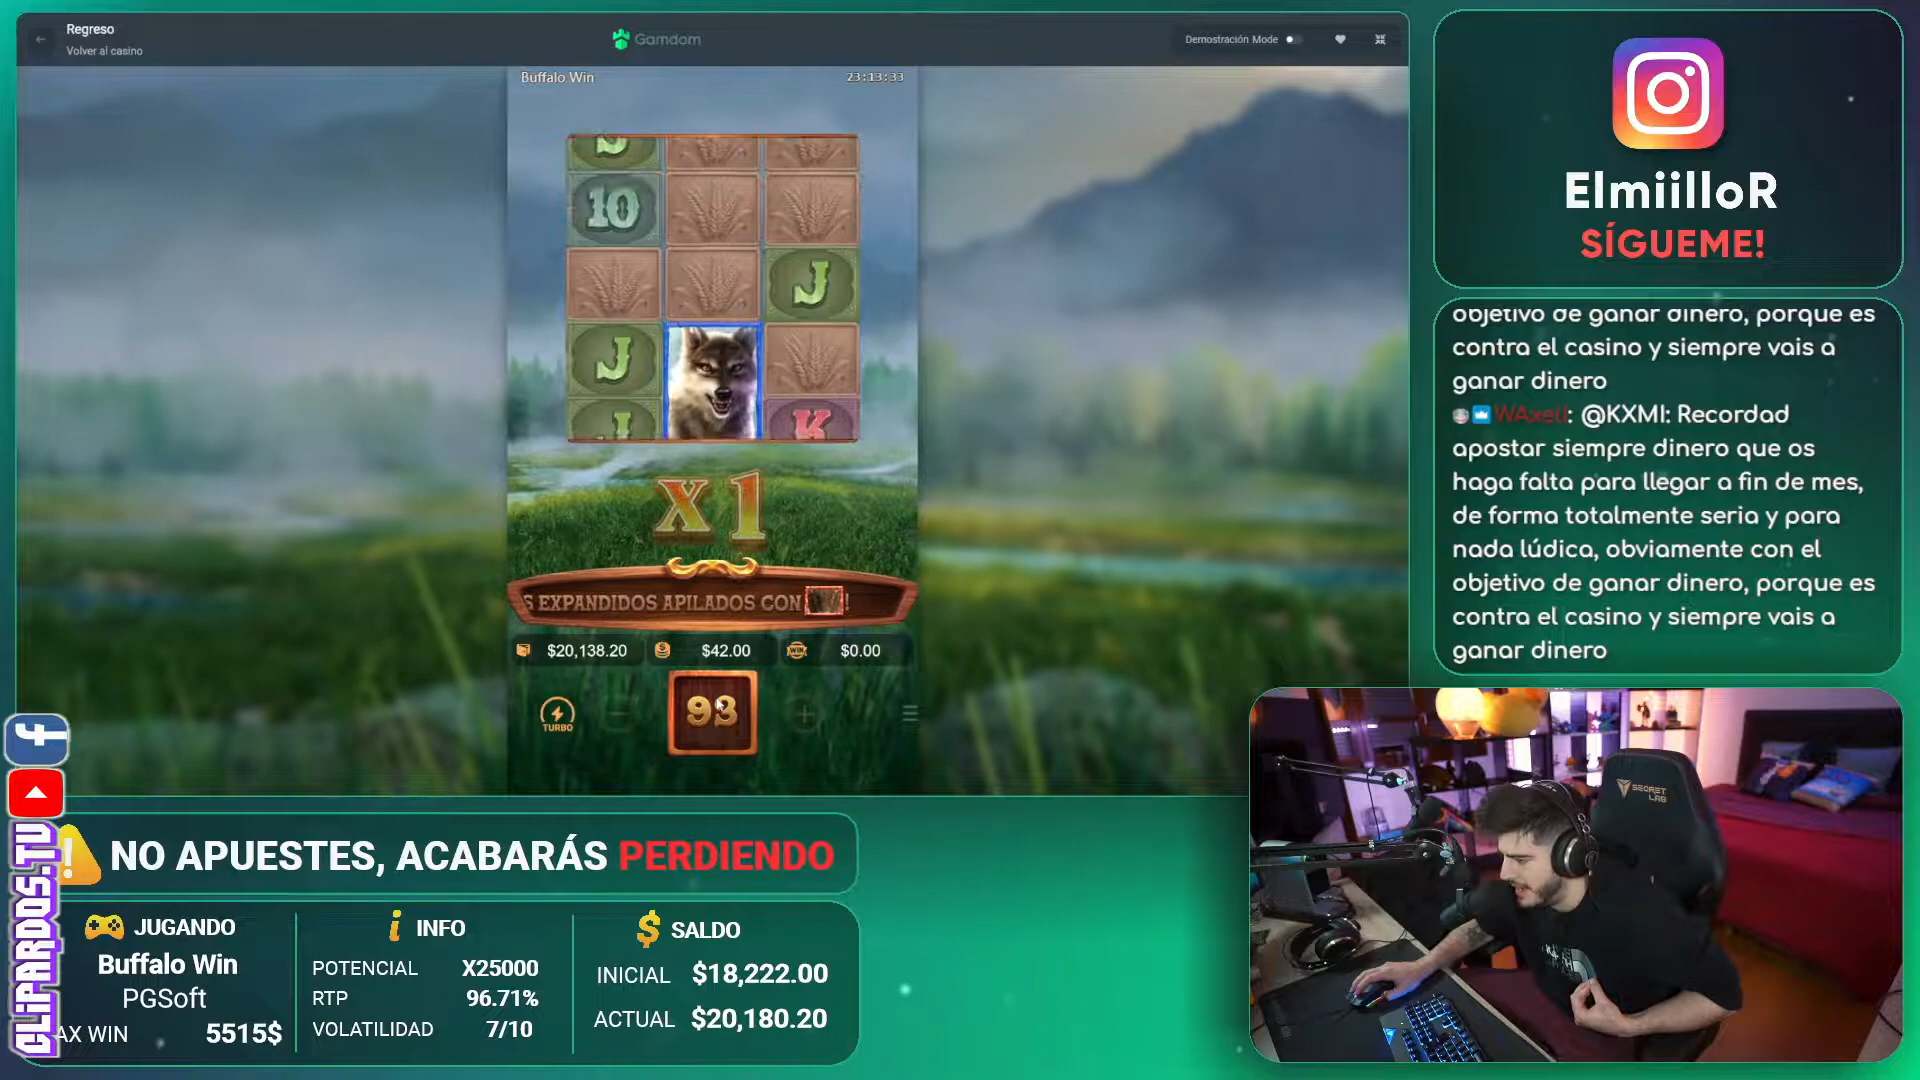 Regreso
Volver al casino
Gamdom
Demostración Mode
Buffalo Win
23:13:33
10
J
J
J
K
X1
S EXPANDIDOS APILADOS CON !
$20,138.20
$42.00
WIN
$0.00
TURBO
93
ElmiilloR
SÍGUEME!
objetivo de ganar dinero, porque es
contra el casino y siempre vais a
ganar dinero
WAxell: @KXMI: Recordad
apostar siempre dinero que os
haga falta para llegar a fin de mes,
de forma totalmente seria y para
nada lúdica, obviamente con el
objetivo de ganar dinero, porque es
contra el casino y siempre vais a
ganar dinero
SECRET
LAB
CLIPARDOS.TV
NO APUESTES, ACABARÁS PERDIENDO
JUGANDO
Buffalo Win
PGSoft
AX WIN 5515$
INFO
POTENCIAL X25000
RTP 96.71%
VOLATILIDAD 7/10
SALDO
INICIAL $18,222.00
ACTUAL $20,180.20